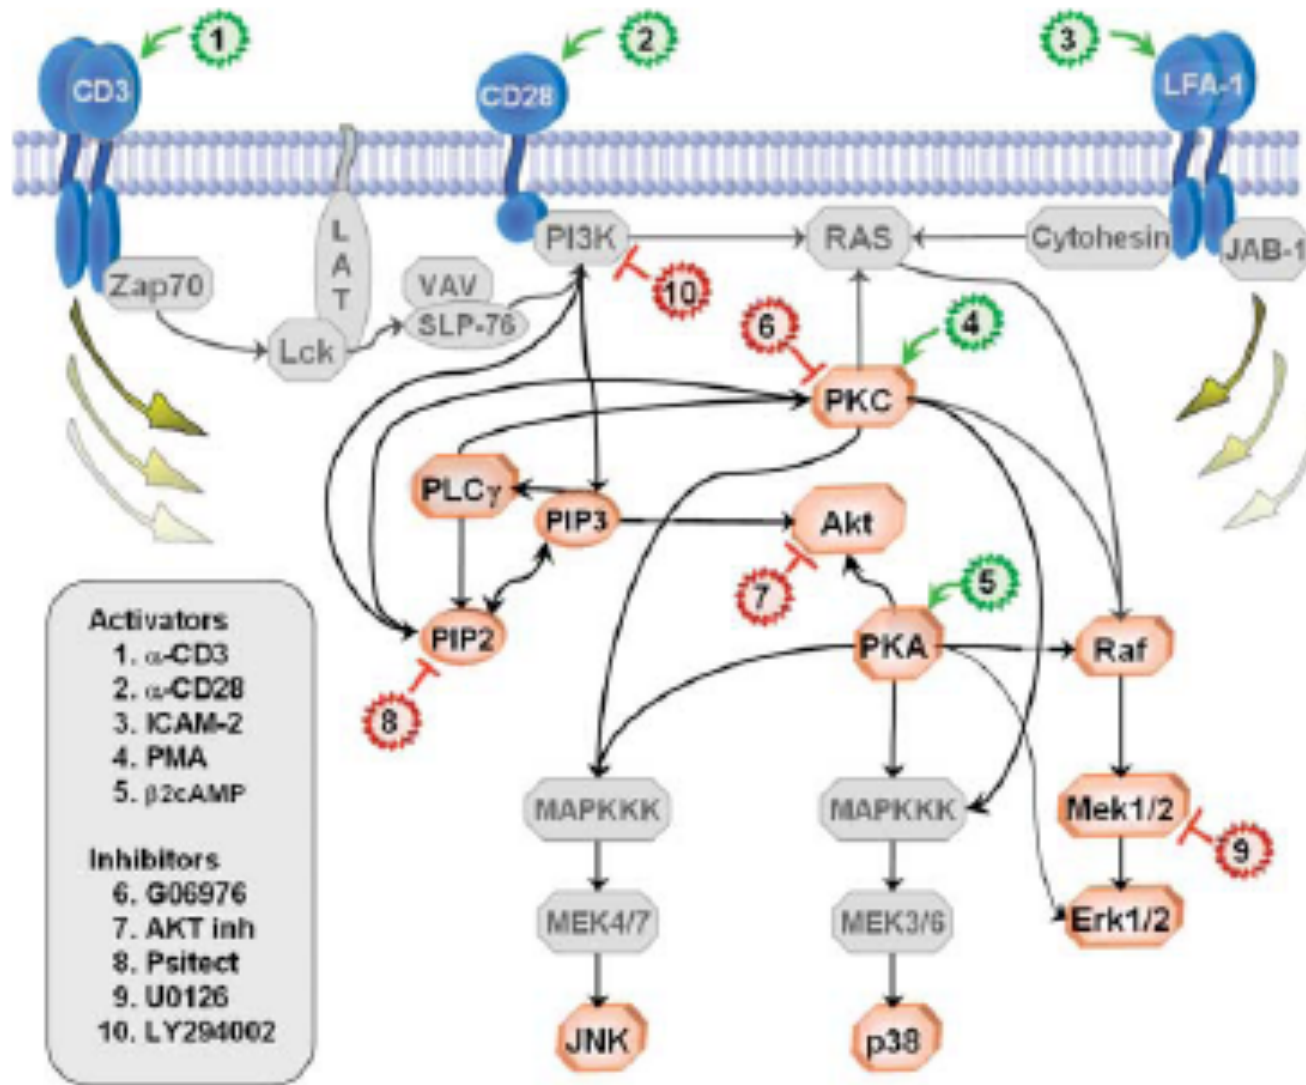 1
2
3
CD3
CD28
LFA-1
L
A
T
PI3K
RAS
Cytohesin
JAB-1
Zap70
VAV
10
SLP-76
6
4
Lck
PKC
PLCγ
PIP3
Akt
7
5
PIP2
PKA
Raf
8
Activators
1. α-CD3
2. α-CD28
3. ICAM-2
4. PMA
5. β2cAMP
Inhibitors
6. G06976
7. AKT inh
8. Psitect
9. U0126
10. LY294002
MAPKKK
MAPKKK
Mek1/2
9
MEK4/7
MEK3/6
Erk1/2
JNK
p38